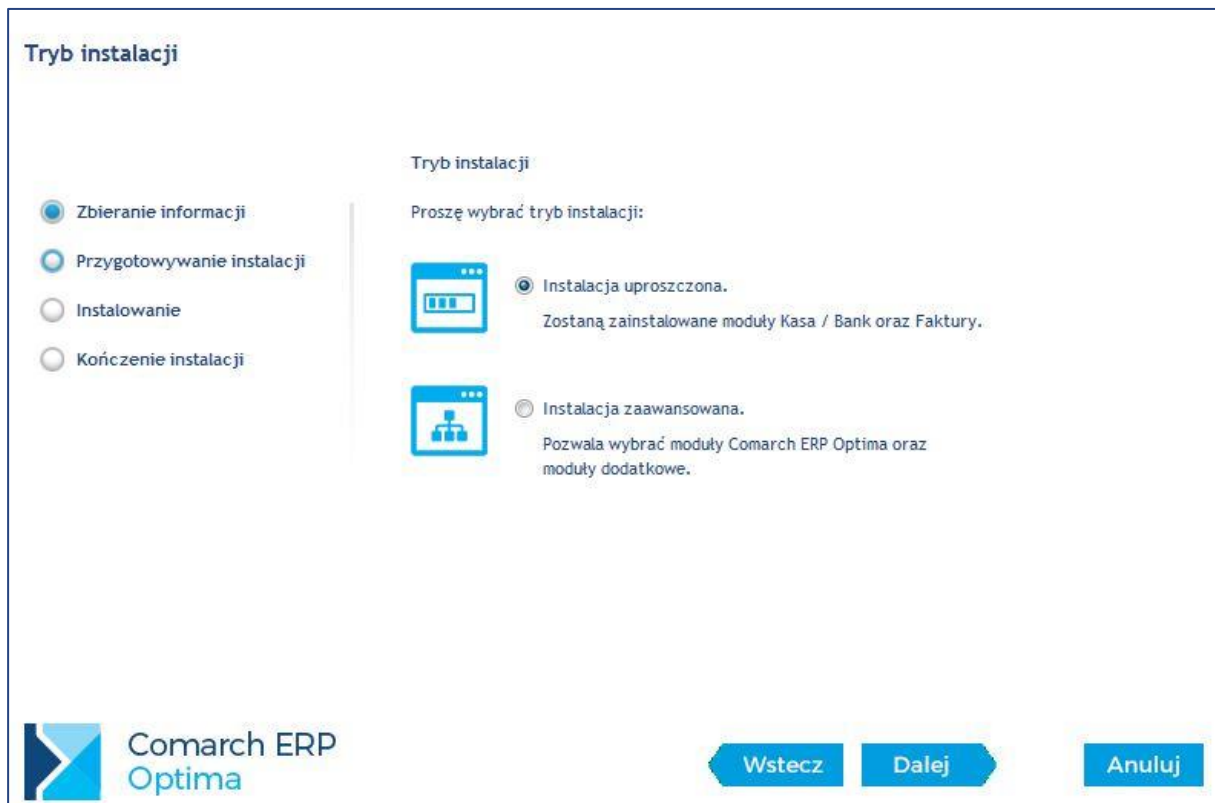 Tryb instalacji
Zbieranie informacji
Przygotowywanie instalacji
Instalowanie
Kończenie instalacji
Tryb instalacji
Proszę wybrać tryb instalacji:
Instalacja uproszczona.
Zostaną zainstalowane moduły Kasa / Bank oraz Faktury.
Instalacja zaawansowana.
Pozwala wybrać moduły Comarch ERP Optima oraz
moduły dodatkowe.
Comarch ERP
Optima
Wstecz
Dalej
Anuluj